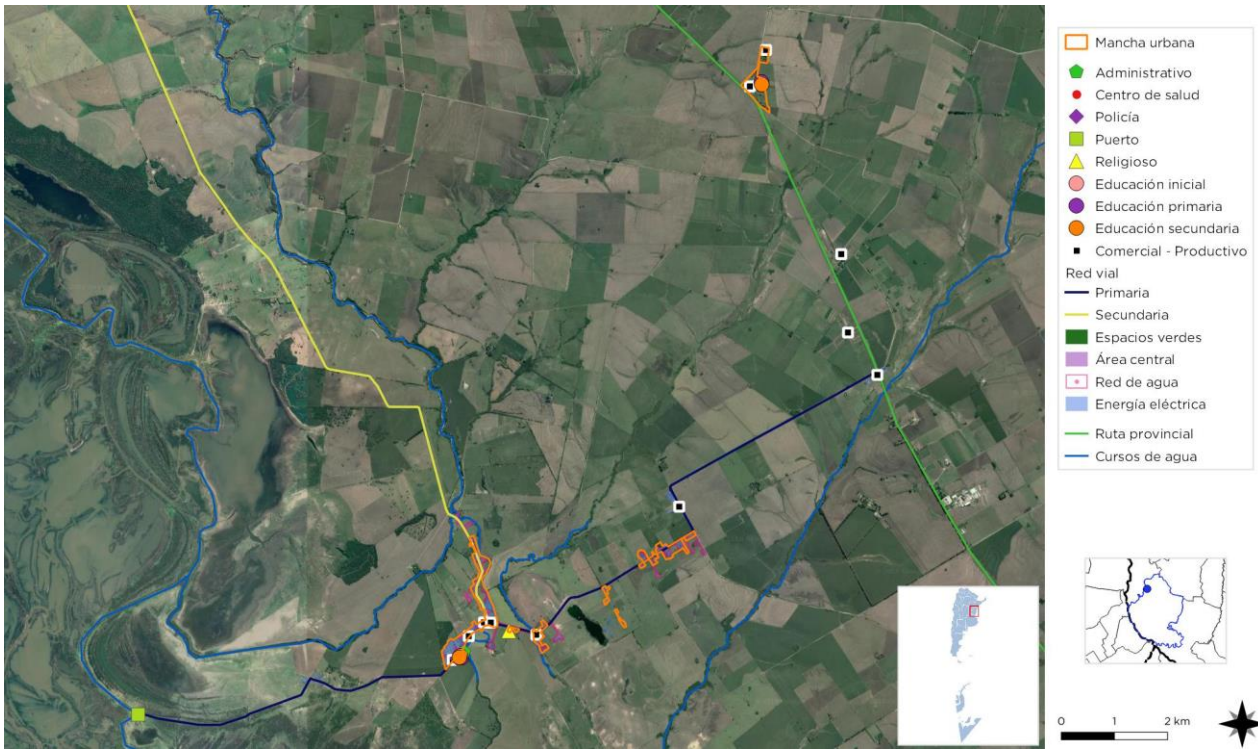 Mancha urbana
Administrativo
Centro de salud
Policía
Puerto
Religioso
Educación inicial
Educación primaria
Educación secundaria
Comercial - Productivo
Red vial
Primaria
Secundaria
Espacios verdes
Área central
Red de agua
Energía eléctrica
Ruta provincial
Cursos de agua
0 1 2 km